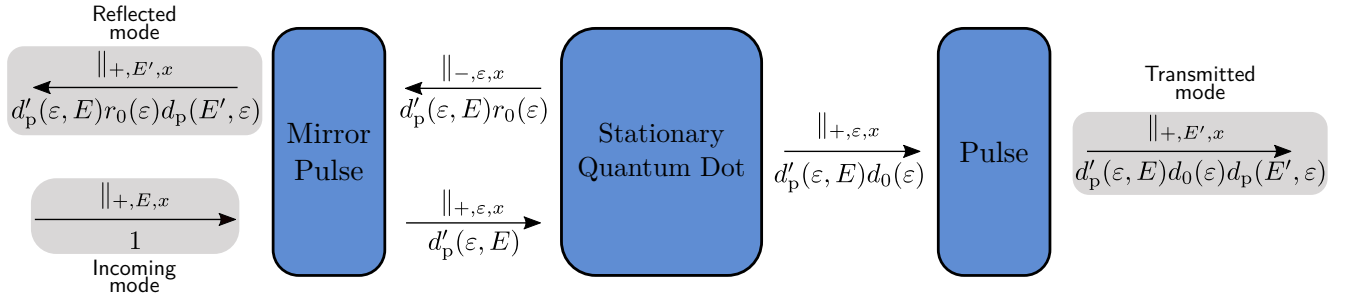 Reflected
mode
∥+,E′,x
d′p(ε, E)r0(ε)dp(E′, ε)
∥+,E,x
1
Incoming
mode
Mirror
Pulse
∥−,ε,x
d′p(ε, E)r0(ε)
∥+,ε,x
d′p(ε, E)
Stationary
Quantum Dot
∥+,ε,x
d′p(ε, E)d0(ε)
Pulse
Transmitted
mode
∥+,E′,x
d′p(ε, E)d0(ε)dp(E′, ε)